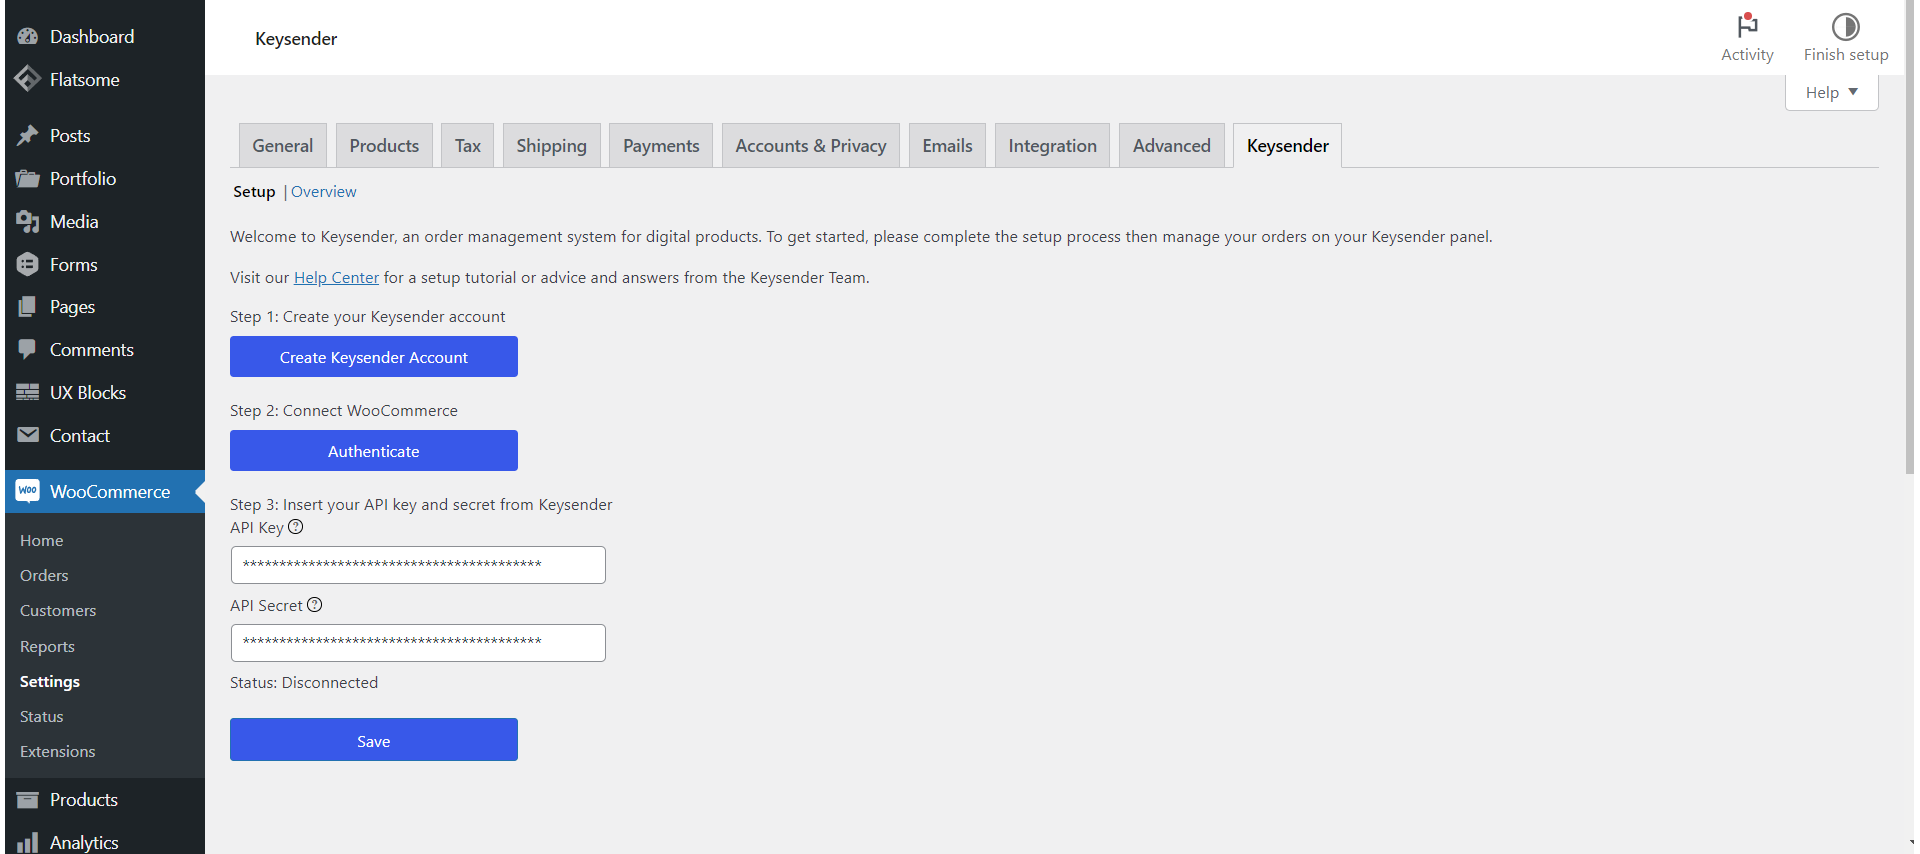 Dashboard
Flatsome
Posts
Portfolio
Media
Forms
Pages
Comments
UX Blocks
Contact
WooCommerce
Home
Orders
Customers
Reports
Settings
Status
Extensions
Products
Analytics
Keysender
Activity
Finish setup
Help
General
Products
Tax
Shipping
Payments
Accounts & Privacy
Emails
Integration
Advanced
Keysender
Setup | Overview
Welcome to Keysender, an order management system for digital products. To get started, please complete the setup process then manage your orders on your Keysender panel.
Visit our Help Center for a setup tutorial or advice and answers from the Keysender Team.
Step 1: Create your Keysender account
Create Keysender Account
Step 2: Connect WooCommerce
Authenticate
Step 3: Insert your API key and secret from Keysender
API Key ?
*****************************************
API Secret ?
*****************************************
Status: Disconnected
Save